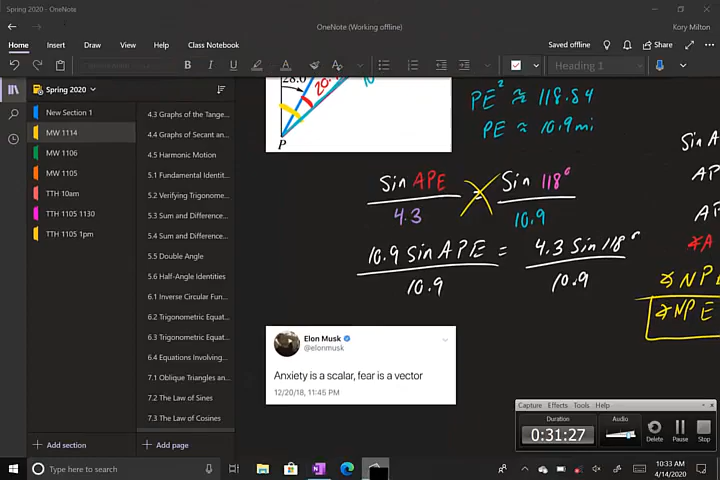 Spring 2020 - OneNote
OneNote (Working offline)
Kory Milton
Home Insert Draw View Help Class Notebook
Saved offline Share
B I U Heading 1
Spring 2020
New Section 1
MW 1114
MW 1106
MW 1105
TTH 10am
TTH 1105 1130
TTH 1105 1pm
4.3 Graphs of the Tange...
4.4 Graphs of Secant an...
4.5 Harmonic Motion
5.1 Fundamental Identit...
5.2 Verifying Trigonome...
5.3 Sum and Difference...
5.4 Sum and Difference...
5.5 Double Angle
5.6 Half-Angle Identities
6.1 Inverse Circular Fun...
6.2 Trigonometric Equat...
6.3 Trigonometric Equat...
6.4 Equations Involving...
7.1 Oblique Triangles an...
7.2 The Law of Sines
7.3 The Law of Cosines
Add section
Add page
28.0
20.
10
P
PE² ≈ 118.84
PE ≈ 10.9 mi
Sin APE = Sin 118°
4.3 10.9
10.9 Sin APE = 4.3 Sin 118°
10.9 10.9
Sin A
AP
AP
∡A
∡NPE
∡NPE
Elon Musk
@elonmusk
Anxiety is a scalar, fear is a vector
12/20/18, 11:45 PM
Capture Effects Tools Help
Duration
0:31:27
Audio
Delete Pause Stop
Type here to search
10:33 AM
4/14/2020